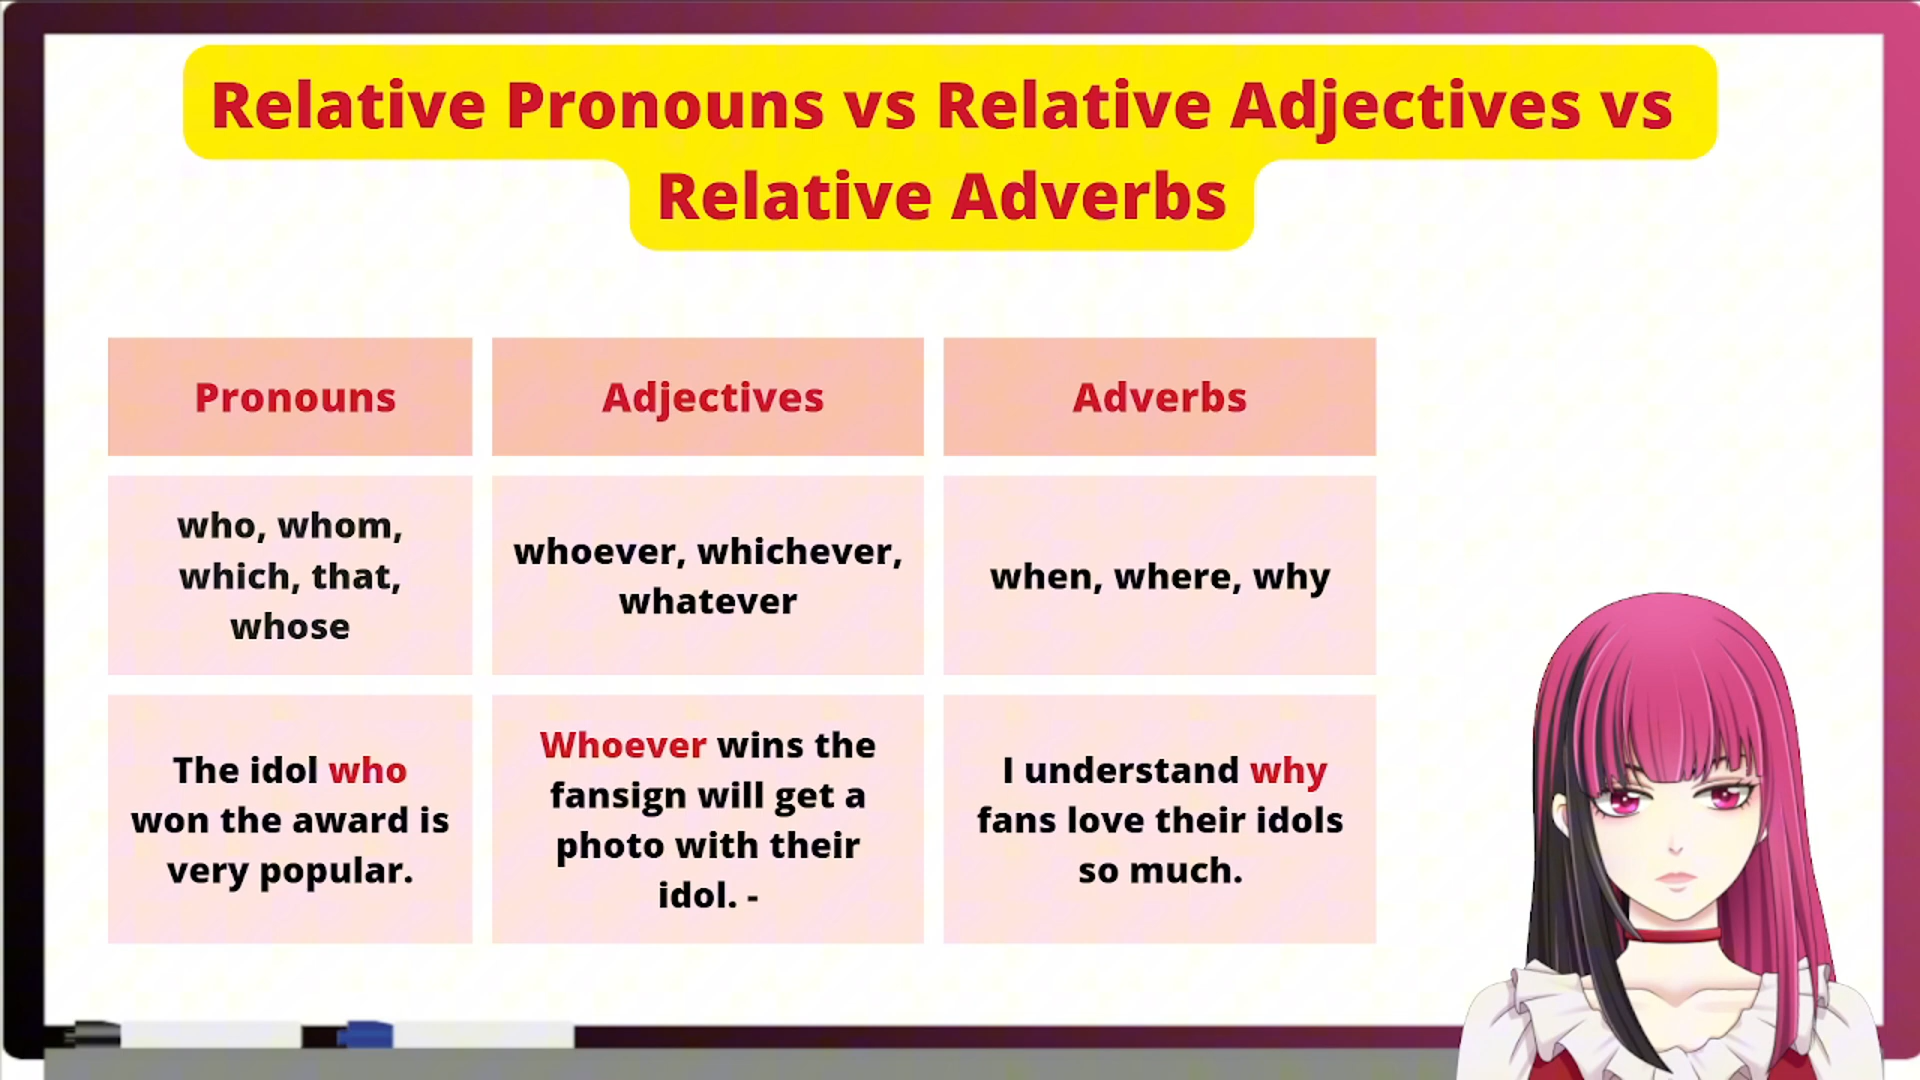 Relative Pronouns vs Relative Adjectives vs
Relative Adverbs
Pronouns
Adjectives
Adverbs
who, whom,
which, that,
whose
whoever, whichever,
whatever
when, where, why
The idol who
won the award is
very popular.
Whoever wins the
fansign will get a
photo with their
idol. -
I understand why
fans love their idols
so much.